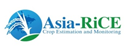 Asia-RiCE
Crop Estimation and Monitoring